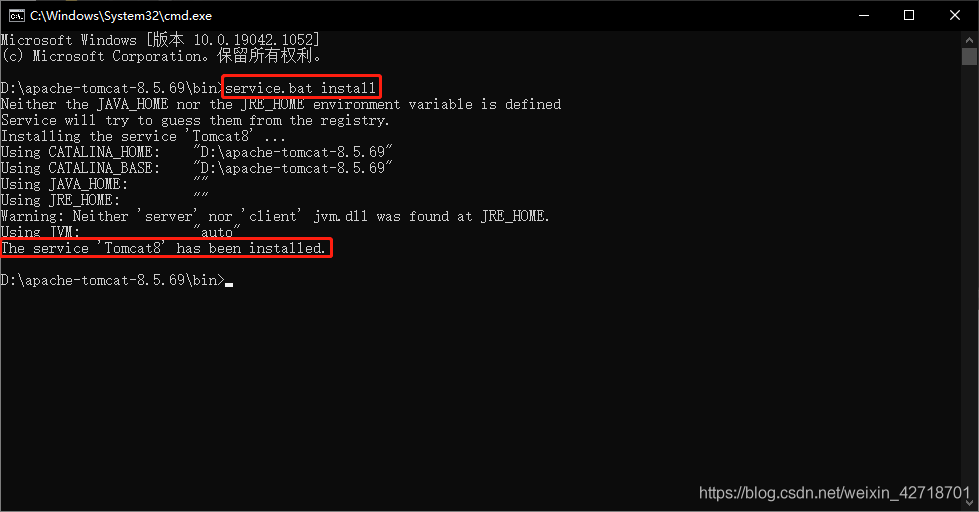 C:\Windows\System32\cmd.exe
Microsoft Windows [版本 10.0.19042.1052]
(c) Microsoft Corporation。保留所有权利。
D:\apache-tomcat-8.5.69\bin>service.bat install
Neither the JAVA_HOME nor the JRE_HOME environment variable is defined
Service will try to guess them from the registry.
Installing the service 'Tomcat8' ...
Using CATALINA_HOME:    "D:\apache-tomcat-8.5.69"
Using CATALINA_BASE:    "D:\apache-tomcat-8.5.69"
Using JAVA_HOME:        ""
Using JRE_HOME:         ""
Warning: Neither 'server' nor 'client' jvm.dll was found at JRE_HOME.
Using JVM:              "auto"
The service 'Tomcat8' has been installed.
D:\apache-tomcat-8.5.69\bin>
https://blog.csdn.net/weixin_42718701